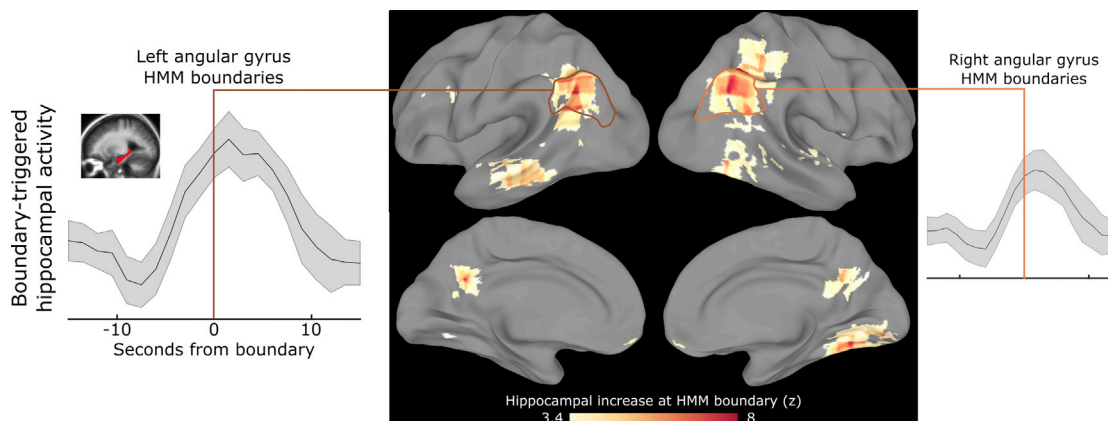 Left angular gyrus
HMM boundaries
Right angular gyrus
HMM boundaries
Boundary-triggered
hippocampal activity
-10
0
10
Seconds from boundary
Hippocampal increase at HMM boundary (z)
3.4
8